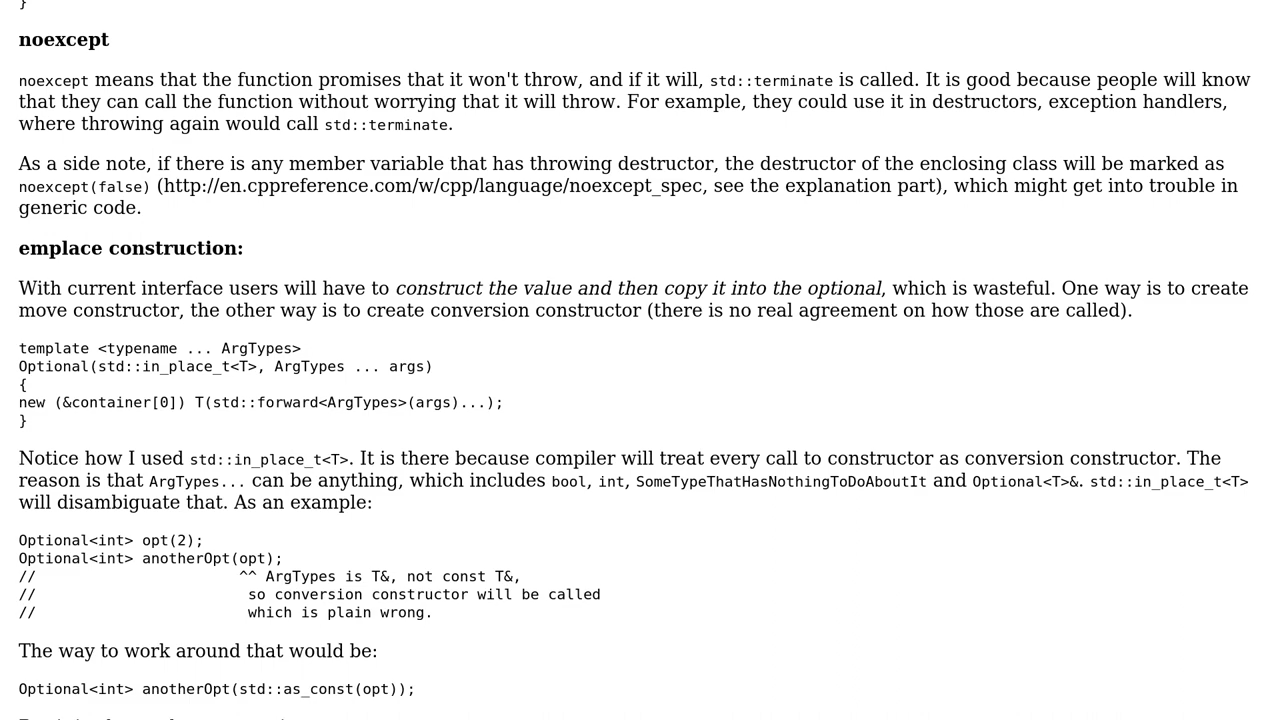 }
noexcept
noexcept means that the function promises that it won't throw, and if it will, std::terminate is called. It is good because people will know
that they can call the function without worrying that it will throw. For example, they could use it in destructors, exception handlers,
where throwing again would call std::terminate.
As a side note, if there is any member variable that has throwing destructor, the destructor of the enclosing class will be marked as
noexcept(false) (http://en.cppreference.com/w/cpp/language/noexcept_spec, see the explanation part), which might get into trouble in
generic code.
emplace construction:
With current interface users will have to construct the value and then copy it into the optional, which is wasteful. One way is to create
move constructor, the other way is to create conversion constructor (there is no real agreement on how those are called).
template <typename ... ArgTypes>
Optional(std::in_place_t<T>, ArgTypes ... args)
{
new (&container[0]) T(std::forward<ArgTypes>(args)...);
}
Notice how I used std::in_place_t<T>. It is there because compiler will treat every call to constructor as conversion constructor. The
reason is that ArgTypes... can be anything, which includes bool, int, SomeTypeThatHasNothingToDoAboutIt and Optional<T>&. std::in_place_t<T>
will disambiguate that. As an example:
Optional<int> opt(2);
Optional<int> anotherOpt(opt);
//                       ^^ ArgTypes is T&, not const T&,
//                        so conversion constructor will be called
//                        which is plain wrong.
The way to work around that would be:
Optional<int> anotherOpt(std::as_const(opt));